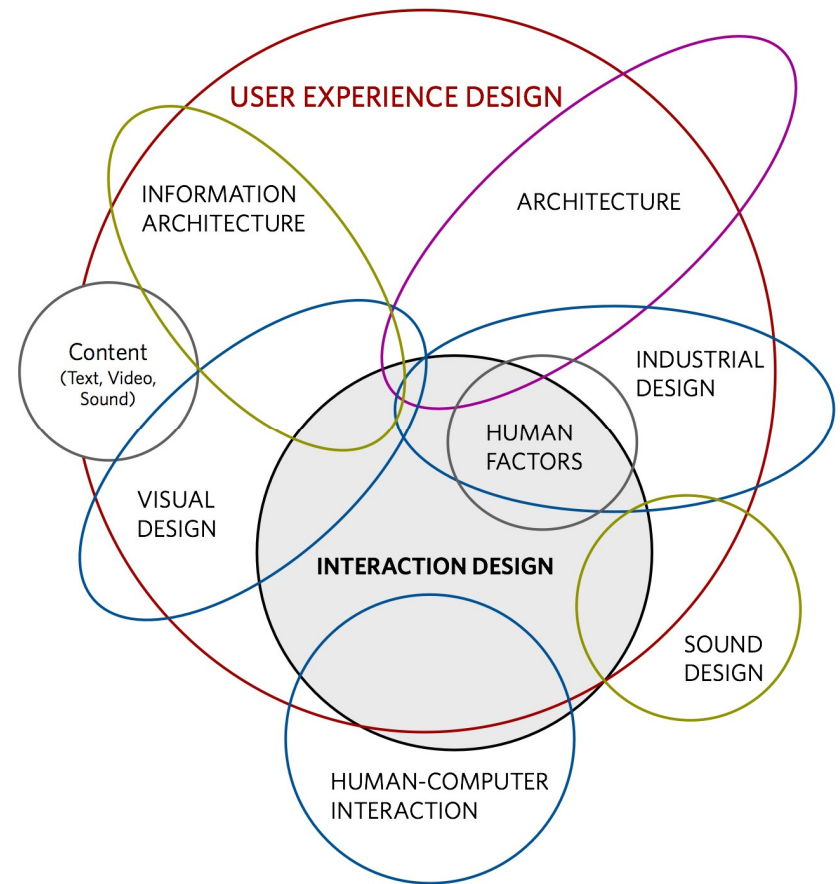 USER EXPERIENCE DESIGN
INFORMATION
ARCHITECTURE
ARCHITECTURE
Content
(Text, Video,
Sound)
INDUSTRIAL
DESIGN
HUMAN
FACTORS
VISUAL
DESIGN
INTERACTION DESIGN
SOUND
DESIGN
HUMAN-COMPUTER
INTERACTION